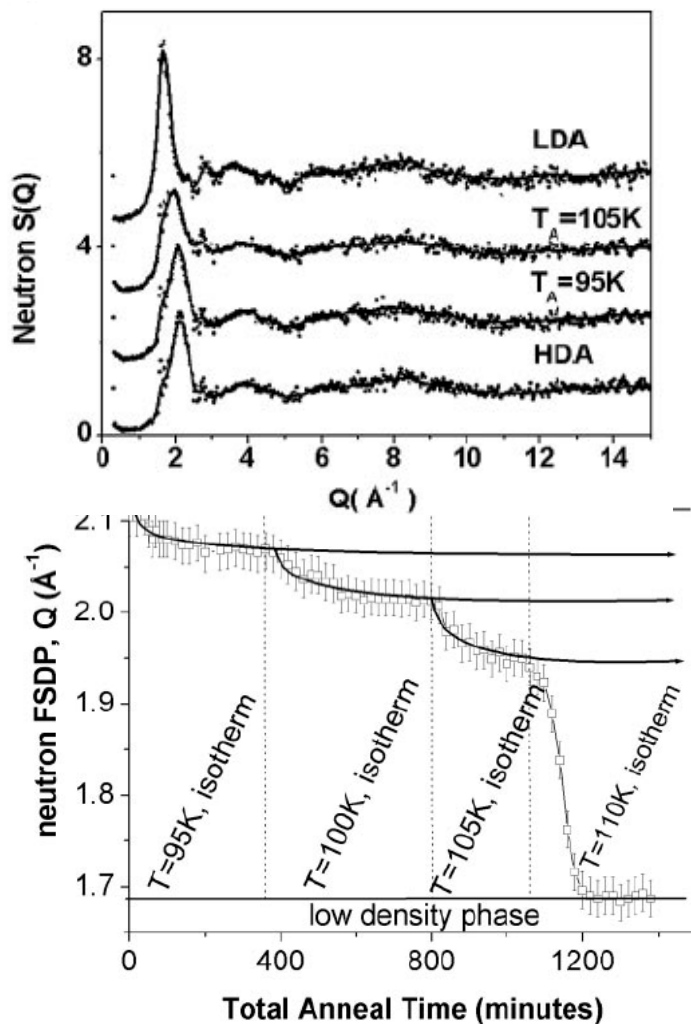 8
4
0
Neutron S(Q)
LDA
T_A=105K
T_A=95K
HDA
0 2 4 6 8 10 12 14
Q( Å⁻¹ )
2.1
2.0
1.9
1.8
1.7
neutron FSDP, Q (Å⁻¹)
T=95K, isotherm
T=100K, isotherm
T=105K, isotherm
T=110K, isotherm
low density phase
0 400 800 1200
Total Anneal Time (minutes)